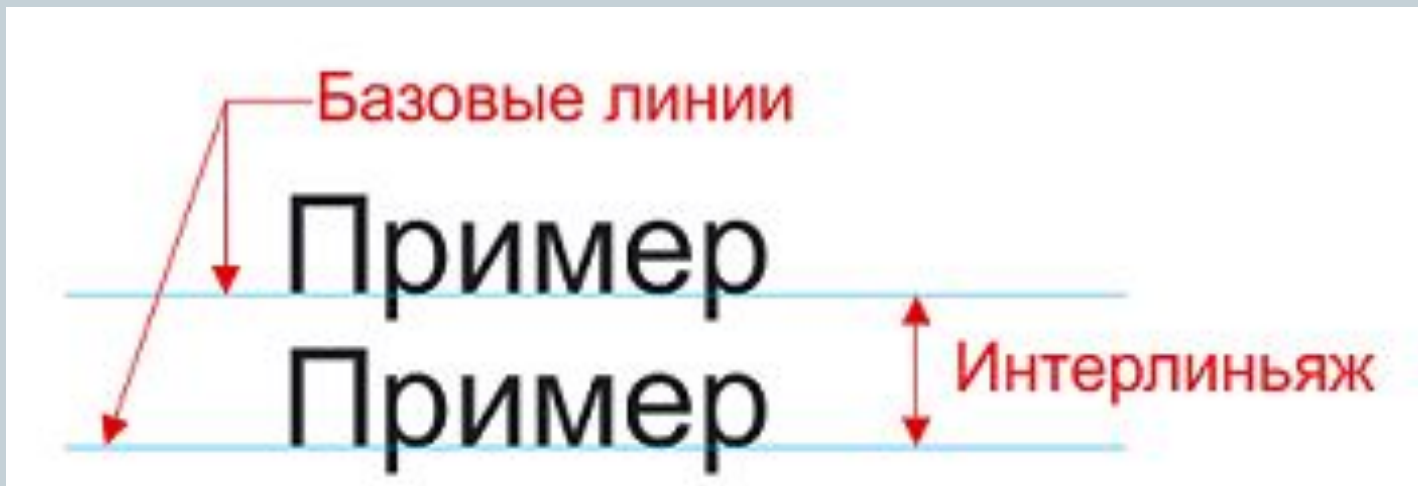 Базовые линии
Пример
Пример
Интерлиньяж